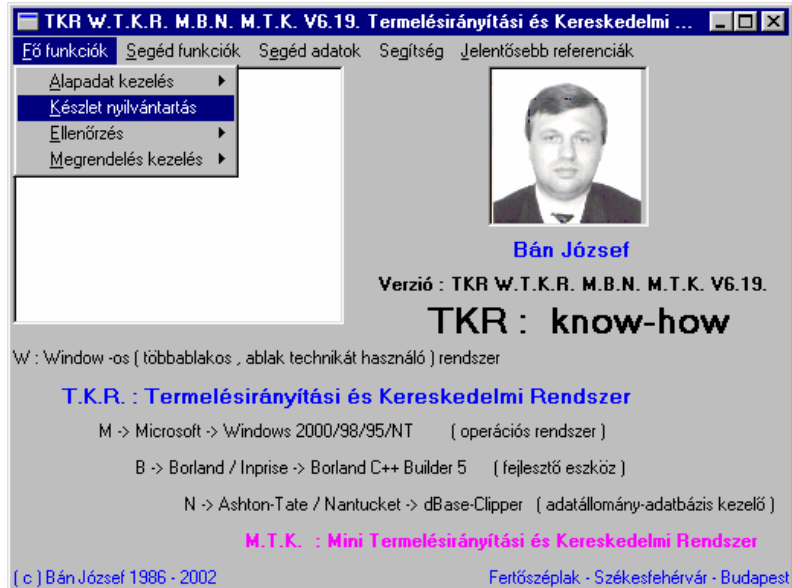 TKR W.T.K.R. M.B.N. M.T.K. V6.19. Termelésirányítási és Kereskedelmi ...
Fő funkciók Segéd funkciók Segéd adatok Segítség Jelentősebb referenciák
Alapadat kezelés
Készlet nyilvántartás
Ellenőrzés
Megrendelés kezelés
Bán József
Verzió : TKR W.T.K.R. M.B.N. M.T.K. V6.19.
TKR : know-how
W : Window -os ( többablakos , ablak technikát használó ) rendszer
T.K.R. : Termelésirányítási és Kereskedelmi Rendszer
M -> Microsoft -> Windows 2000/98/95/NT ( operációs rendszer )
B -> Borland / Inprise -> Borland C++ Builder 5 ( fejlesztő eszköz )
N -> Ashton-Tate / Nantucket -> dBase-Clipper ( adatállomány-adatbázis kezelő )
M.T.K. : Mini Termelésirányítási és Kereskedelmi Rendszer
( c ) Bán József 1986 - 2002 Fertőszéplak - Székesfehérvár - Budapest